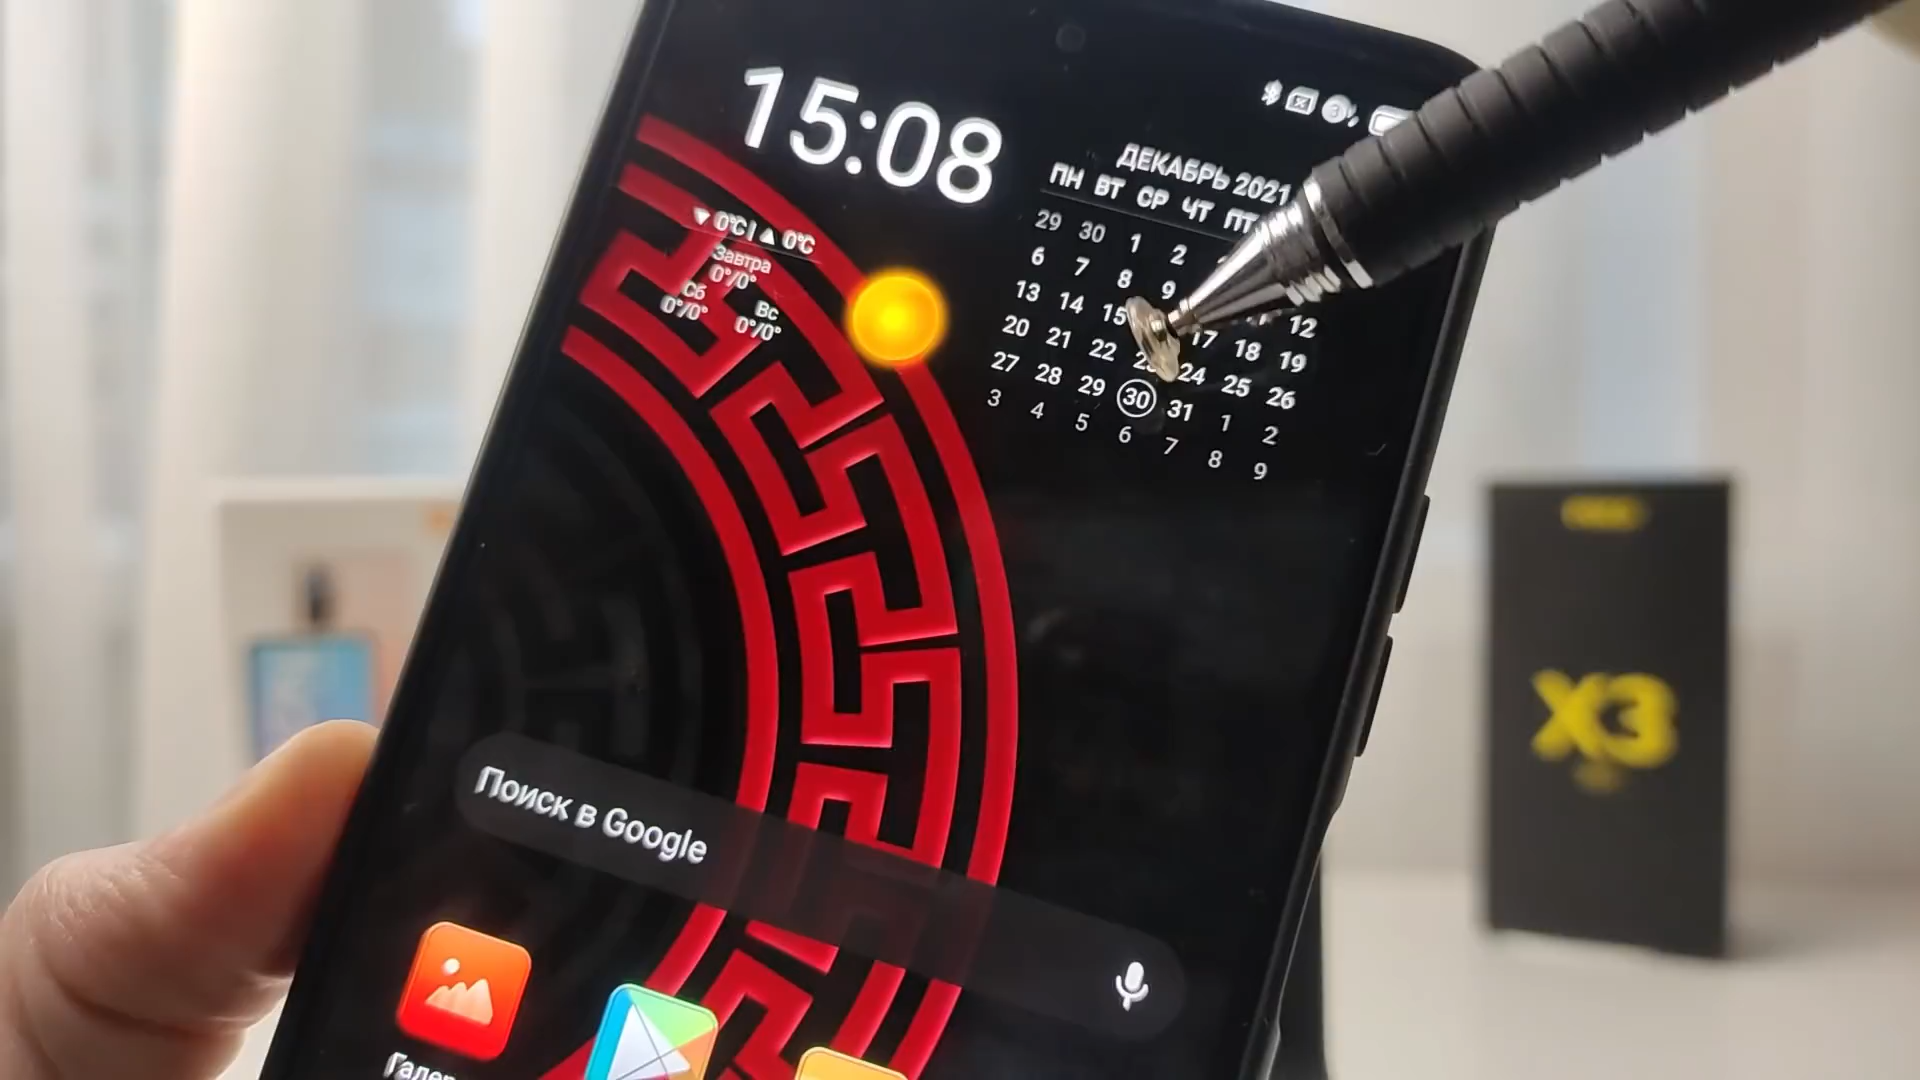 15:08
▼ 0°C | ▲ 0°C
Завтра
0°/0°
Сб
0°/0°
Вс
0°/0°
ДЕКАБРЬ 2021
ПН ВТ СР ЧТ ПТ
29 30 1 2
6 7 8 9
13 14 15 12
20 21 22 17 18 19
27 28 29 24 25 26
3 4 5 30 31 1 2
6 7 8 9
Поиск в Google
X3